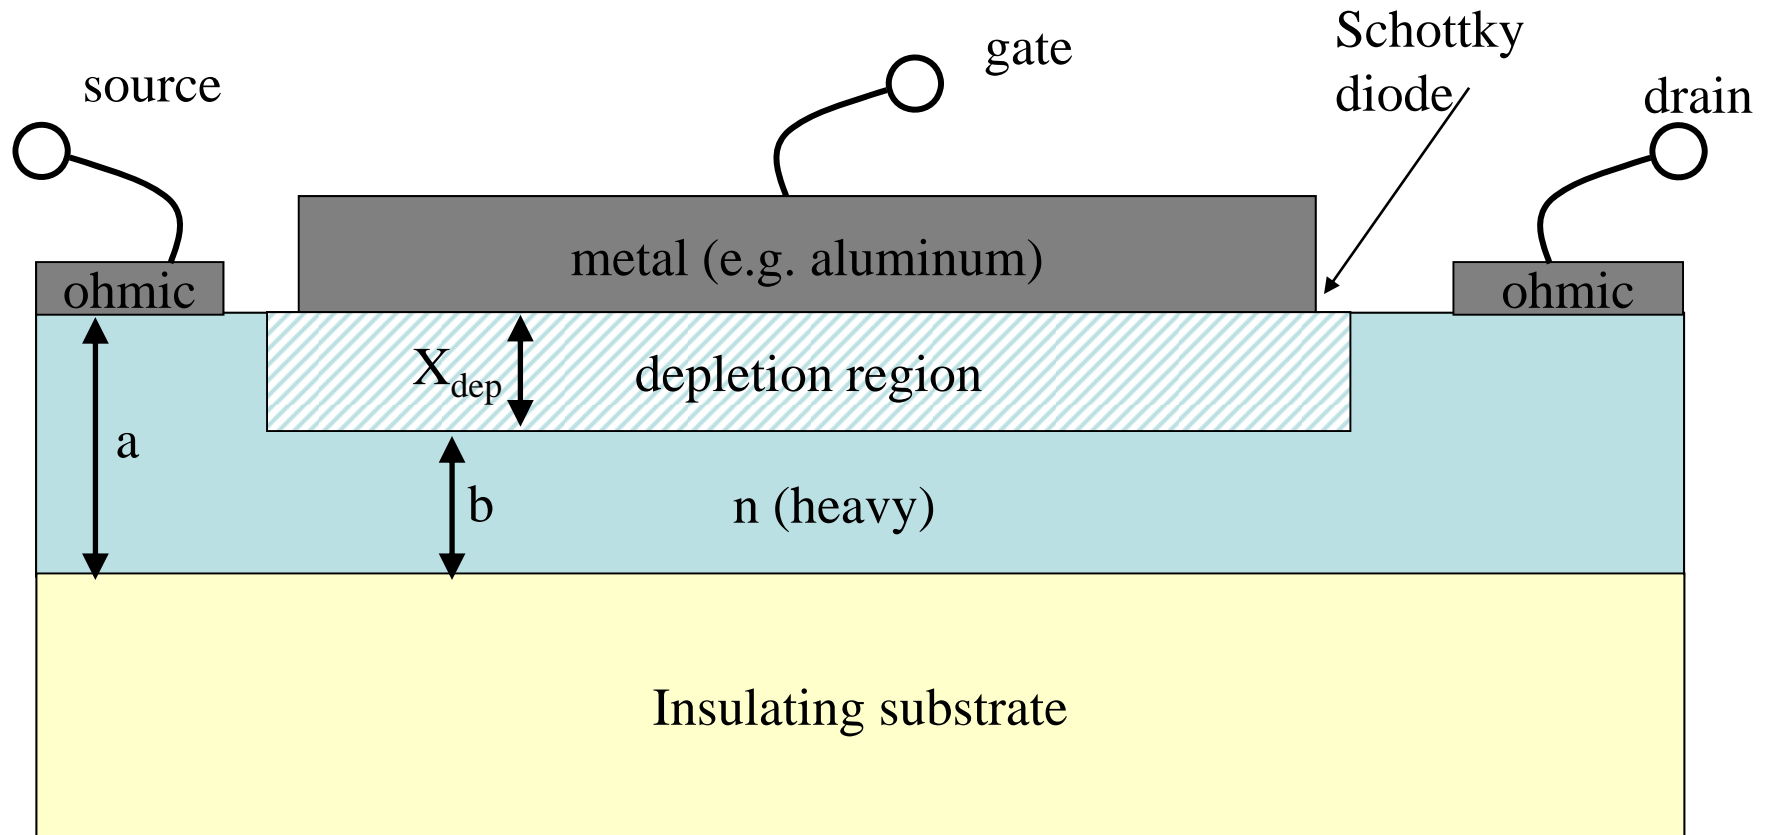 source
gate
Schottky
diode
drain
metal (e.g. aluminum)
ohmic
ohmic
Xdep
depletion region
a
b
n (heavy)
Insulating substrate